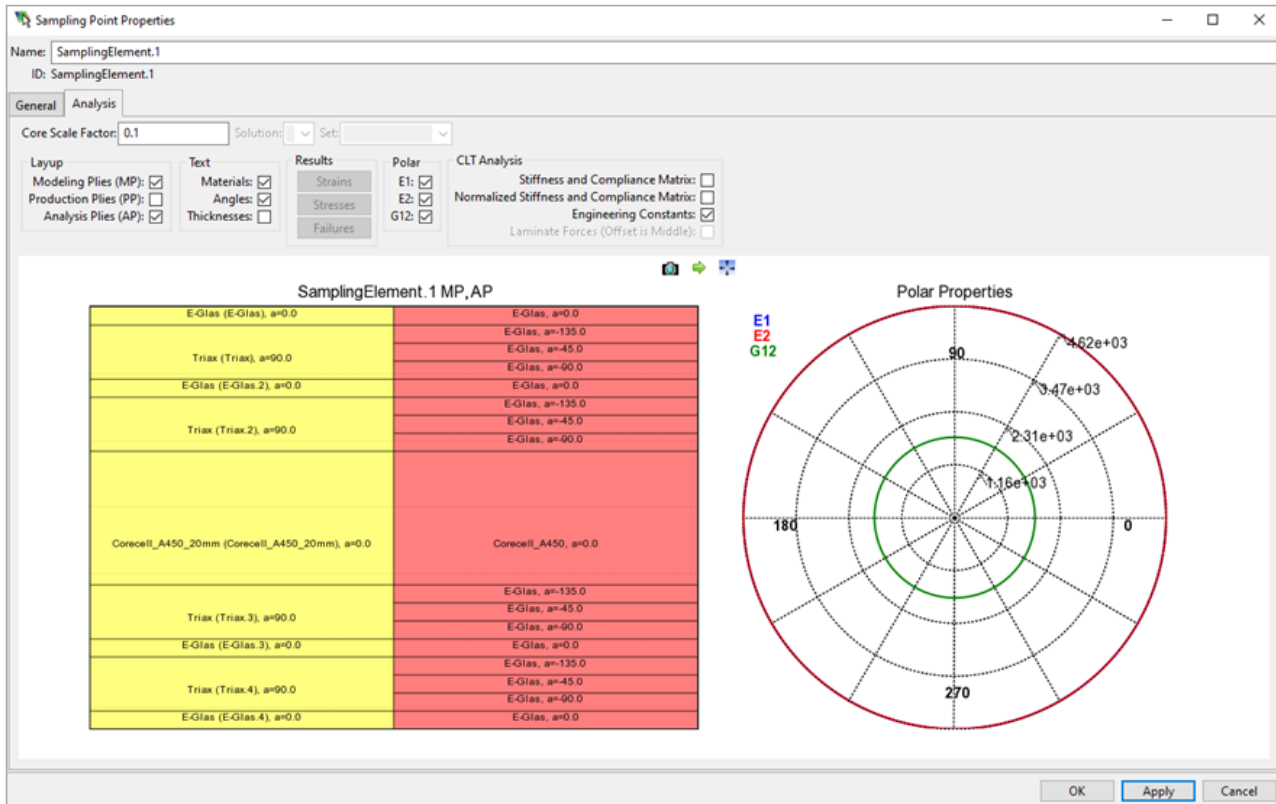 Sampling Point Properties
Name: SamplingElement.1
ID: SamplingElement.1
General Analysis
Core Scale Factor: 0.1 Solution: Set:
Layup Text Results Polar CLT Analysis
Modeling Plies (MP): Materials: Strains E1: Stiffness and Compliance Matrix:
Production Plies (PP): Angles: Stresses E2: Normalized Stiffness and Compliance Matrix:
Analysis Plies (AP): Thicknesses: Failures G12: Engineering Constants:
Laminate Forces (Offset is Middle):
SamplingElement.1 MP, AP
E-Glas (E-Glas), a=0.0
Triax (Triax), a=90.0
E-Glas (E-Glas.2), a=0.0
Triax (Triax.2), a=90.0
Corecell_A450_20mm (Corecell_A450_20mm), a=0.0
Triax (Triax.3), a=90.0
E-Glas (E-Glas.3), a=0.0
Triax (Triax.4), a=90.0
E-Glas (E-Glas.4), a=0.0
E-Glas, a=0.0
E-Glas, a=-135.0
E-Glas, a=-45.0
E-Glas, a=-90.0
E-Glas, a=0.0
E-Glas, a=-135.0
E-Glas, a=-45.0
E-Glas, a=-90.0
Corecell_A450, a=0.0
E-Glas, a=-135.0
E-Glas, a=-45.0
E-Glas, a=-90.0
E-Glas, a=0.0
E-Glas, a=-135.0
E-Glas, a=-45.0
E-Glas, a=-90.0
E-Glas, a=0.0
Polar Properties
E1
E2
G12
4.62e+03
90
3.47e+03
2.31e+03
1.16e+03
180
0
270
OK Apply Cancel